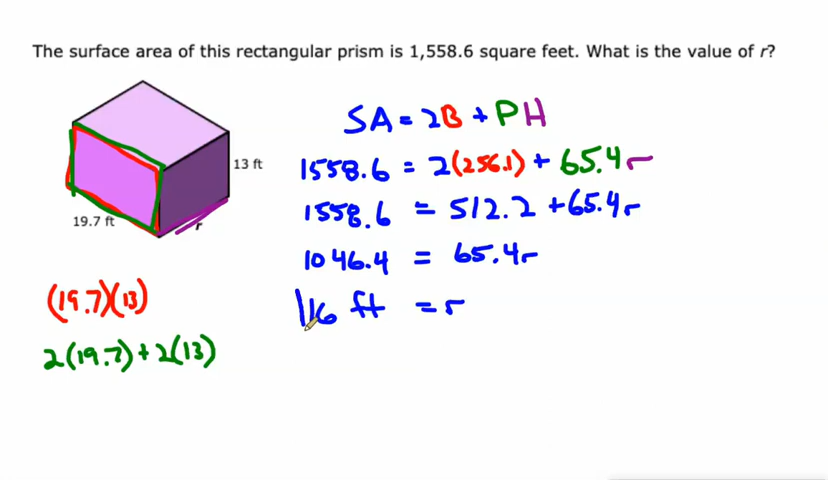 The surface area of this rectangular prism is 1,558.6 square feet. What is the value of r?
SA = 2B + PH
13 ft
1558.6 = 2(256.1) + 65.4r
19.7 ft
r
1558.6 = 512.2 + 65.4r
1046.4 = 65.4r
(19.7)(13)
16 ft = r
2(19.7) + 2(13)